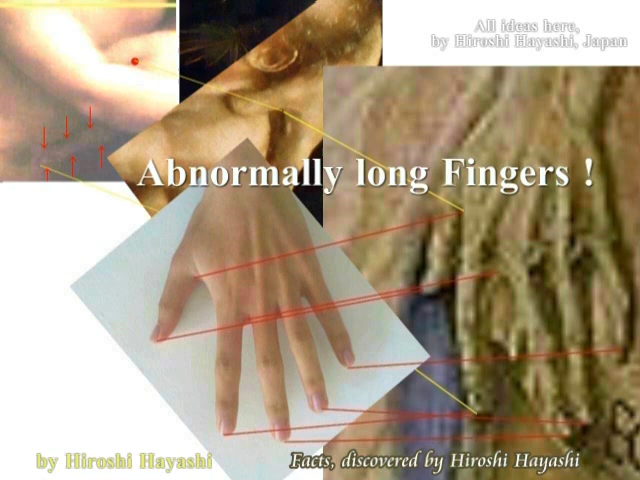 All ideas here,
by Hiroshi Hayashi, Japan
Abnormally long Fingers !
by Hiroshi Hayashi
Facts, discovered by Hiroshi Hayashi